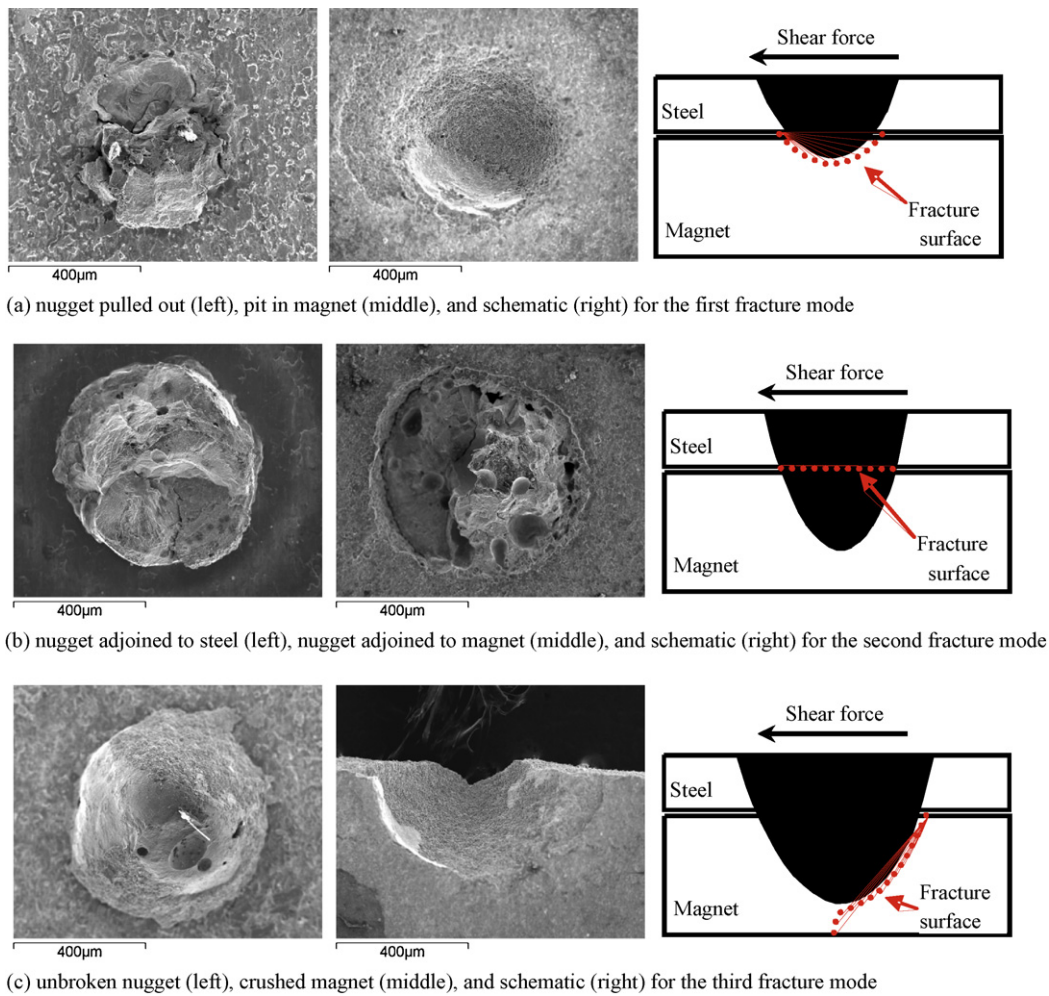 Shear force
Steel
Magnet
Fracture
surface
400μm
400μm
(a) nugget pulled out (left), pit in magnet (middle), and schematic (right) for the first fracture mode
Shear force
Steel
Magnet
Fracture
surface
400μm
400μm
(b) nugget adjoined to steel (left), nugget adjoined to magnet (middle), and schematic (right) for the second fracture mode
Shear force
Steel
Magnet
Fracture
surface
400μm
400μm
(c) unbroken nugget (left), crushed magnet (middle), and schematic (right) for the third fracture mode